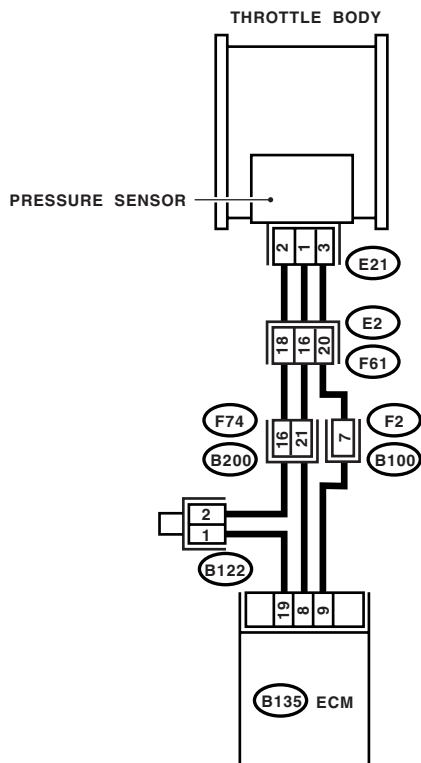 THROTTLE BODY
PRESSURE SENSOR
2 1 3
E21
E2
18 16 20
F61
F74
F2
16 21
7
B200
B100
2
1
B122
19 8 9
B135 ECM